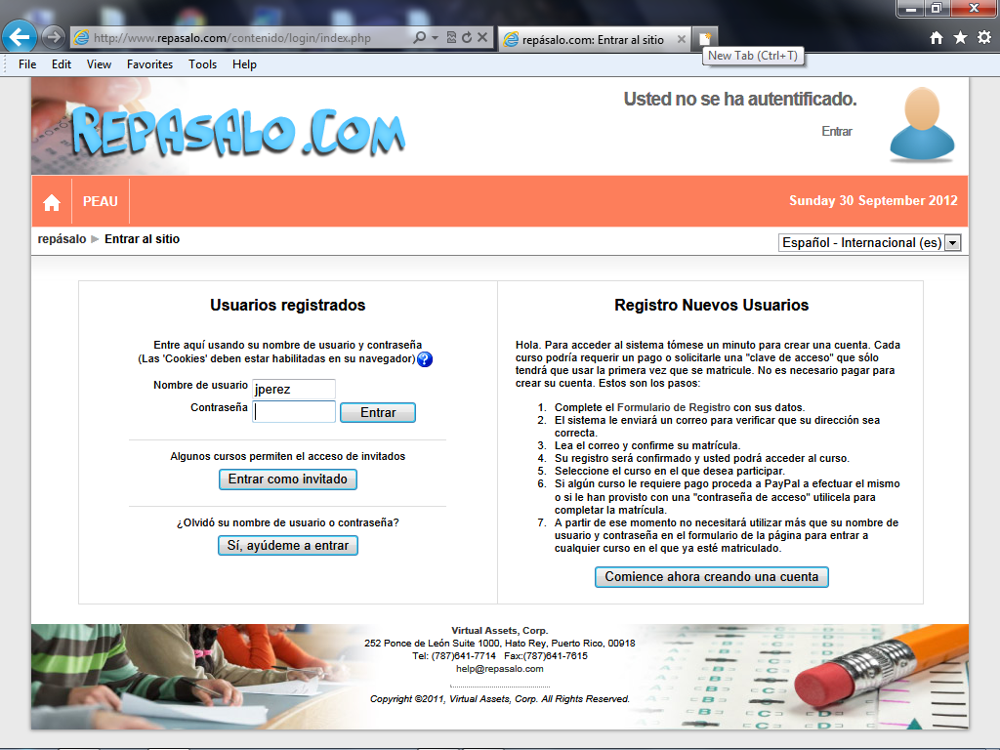 http://www.repasalo.com/contenido/login/index.php
repásalo.com: Entrar al sitio
New Tab (Ctrl+T)
File Edit View Favorites Tools Help
REPASALO.COM
Usted no se ha autentificado.
Entrar
PEAU
Sunday 30 September 2012
repásalo ► Entrar al sitio
Español - Internacional (es)
Usuarios registrados
Entre aquí usando su nombre de usuario y contraseña
(Las 'Cookies' deben estar habilitadas en su navegador)
Nombre de usuario jperez
Contraseña
Entrar
Algunos cursos permiten el acceso de invitados
Entrar como invitado
¿Olvidó su nombre de usuario o contraseña?
Sí, ayúdeme a entrar
Registro Nuevos Usuarios
Hola. Para acceder al sistema tómese un minuto para crear una cuenta. Cada
curso podría requerir un pago o solicitarle una "clave de acceso" que sólo
tendrá que usar la primera vez que se matricule. No es necesario pagar para
crear su cuenta. Estos son los pasos:
1. Complete el Formulario de Registro con sus datos.
2. El sistema le enviará un correo para verificar que su dirección sea
correcta.
3. Lea el correo y confirme su matrícula.
4. Su registro será confirmado y usted podrá acceder al curso.
5. Seleccione el curso en el que desea participar.
6. Si algún curso le requiere pago proceda a PayPal a efectuar el mismo
o si le han provisto con una "contraseña de acceso" utilicela para
completar la matrícula.
7. A partir de ese momento no necesitará utilizar más que su nombre de
usuario y contraseña en el formulario de la página para entrar a
cualquier curso en el que ya esté matriculado.
Comience ahora creando una cuenta
Virtual Assets, Corp.
252 Ponce de León Suite 1000, Hato Rey, Puerto Rico, 00918
Tel: (787)641-7714 Fax:(787)641-7615
help@repasalo.com
Copyright ©2011, Virtual Assets, Corp. All Rights Reserved.